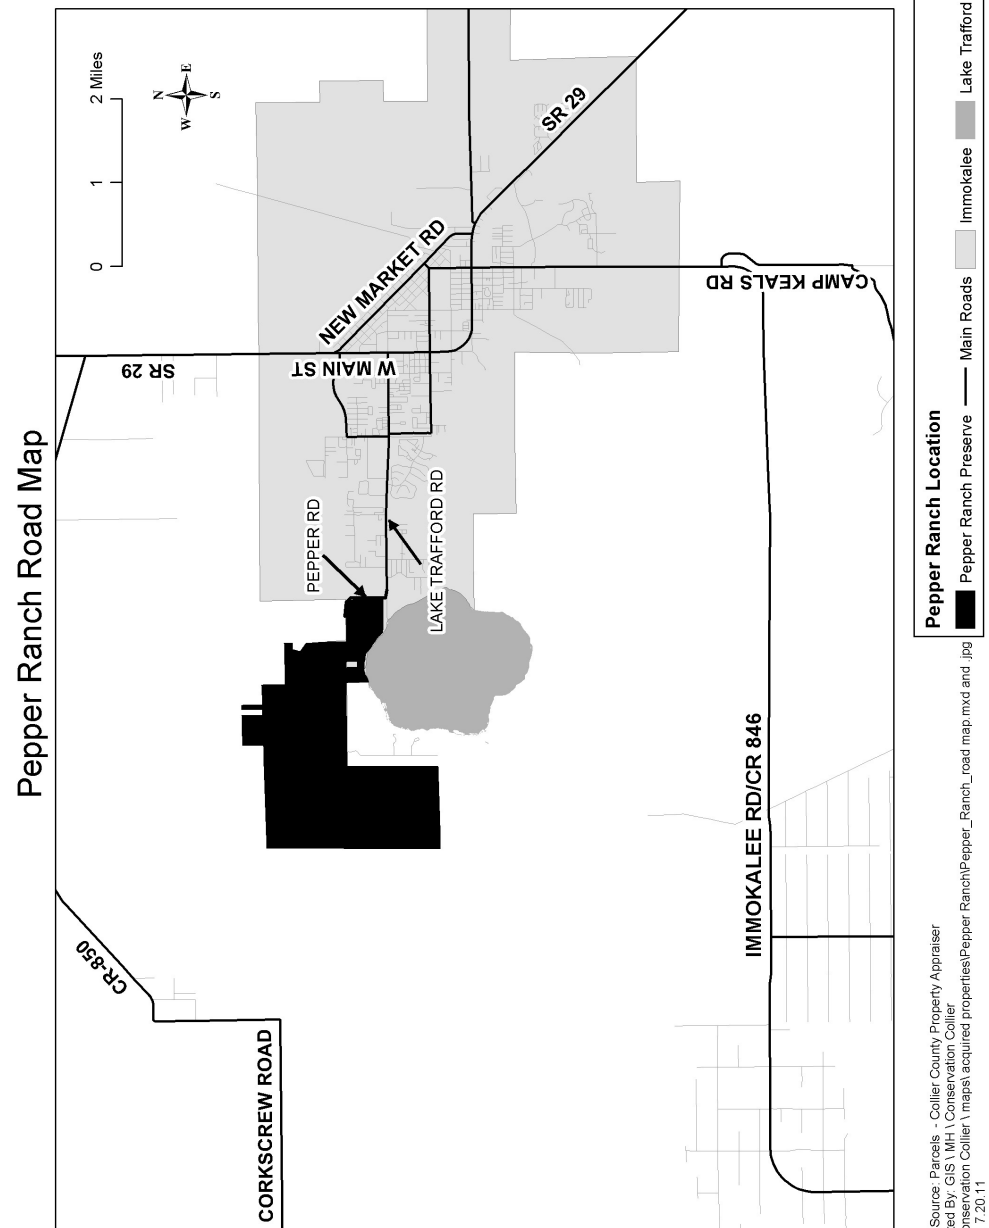 Pepper Ranch Road Map
CORKSCREW ROAD
CR-850
SR 29
NEW MARKET RD
W MAIN ST
PEPPER RD
LAKE TRAFFORD RD
SR 29
CAMP KEALS RD
IMMOKALEE RD/CR 846
N
W
E
S
0 1 2 Miles
Pepper Ranch Location
Pepper Ranch Preserve Main Roads Immokalee Lake Trafford
Source: Parcels - Collier County Property Appraiser
ted By: GIS \ MH \ Conservation Collier
onservation Collier \ maps\ acquired properties\Pepper Ranch\Pepper_Ranch_road map.mxd and .jpg
7.20.11